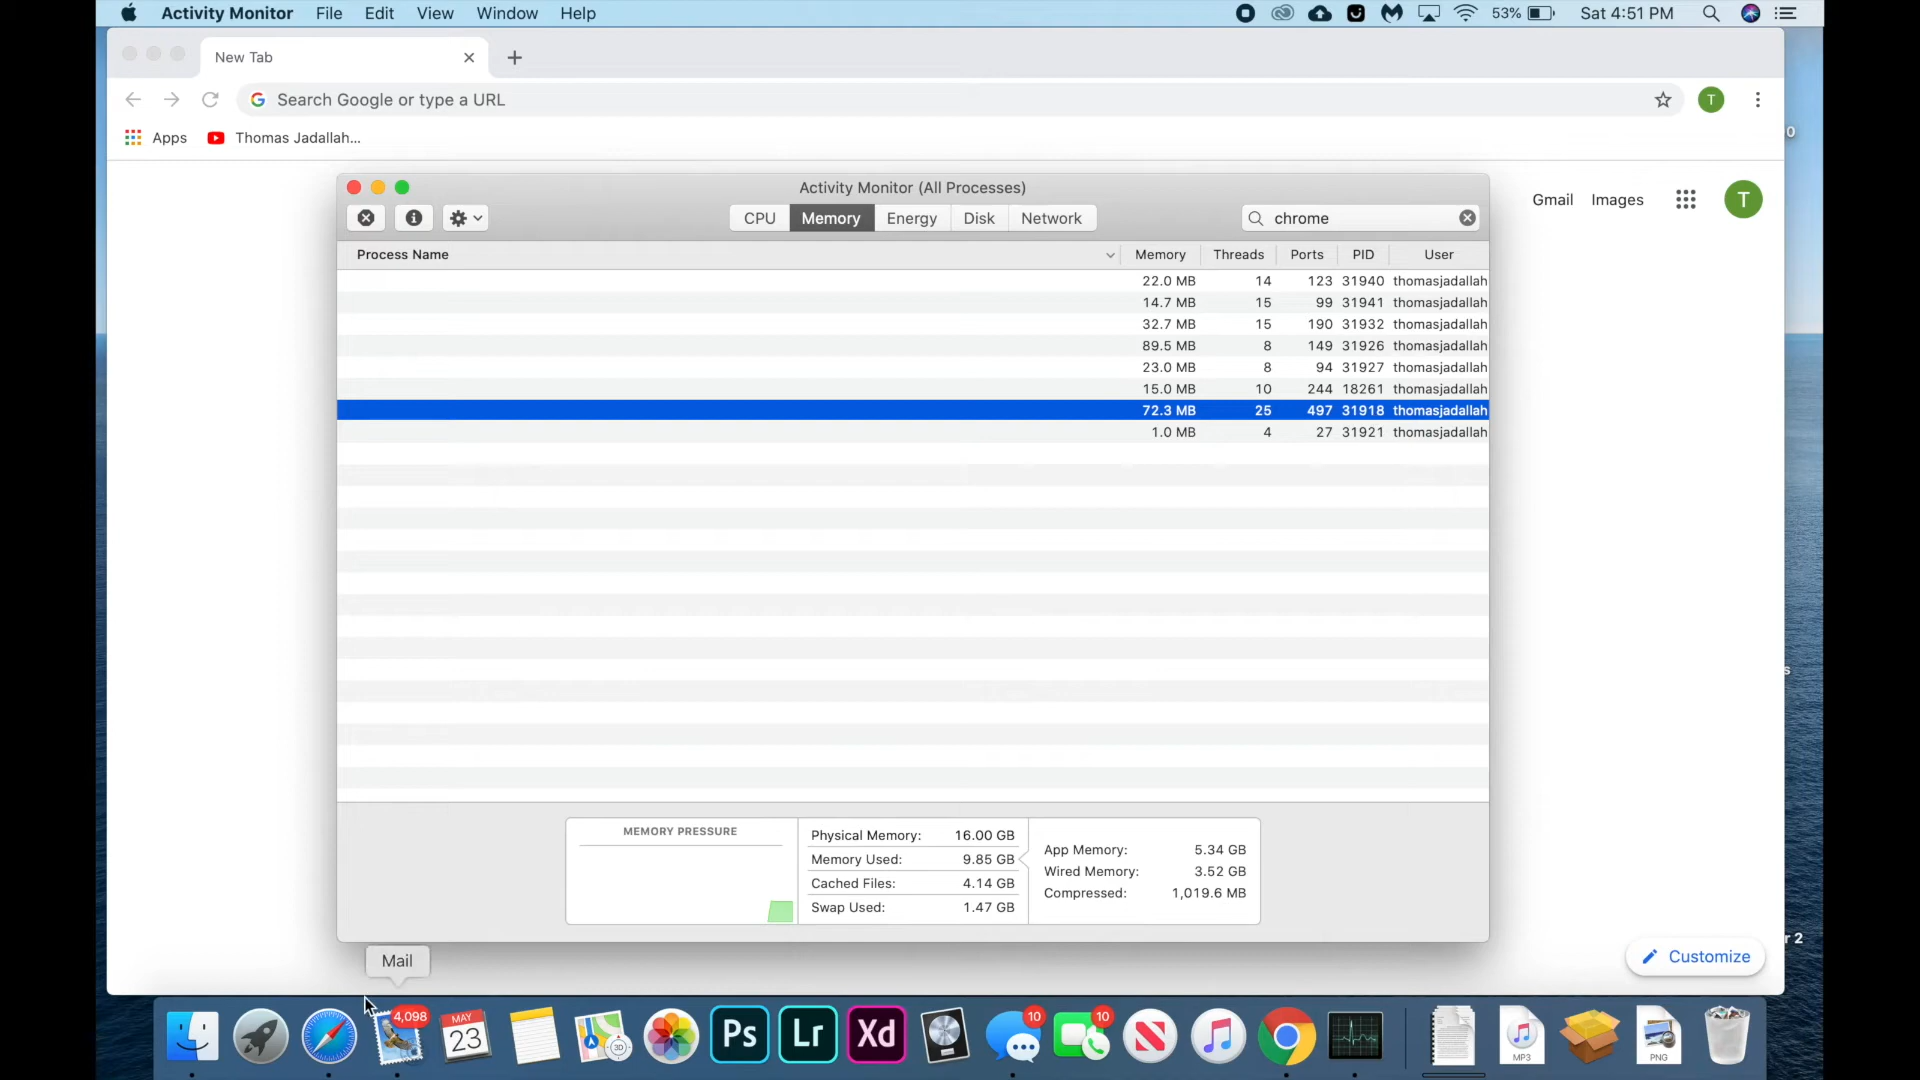 Activity Monitor File Edit View Window Help 53% Sat 4:51 PM
New Tab
Search Google or type a URL
T
Apps Thomas Jadallah...
0
Activity Monitor (All Processes)
Gmail Images T
CPU Memory Energy Disk Network chrome
Process Name Memory Threads Ports PID User
22.0 MB 14 123 31940 thomasjadallah
14.7 MB 15 99 31941 thomasjadallah
32.7 MB 15 190 31932 thomasjadallah
89.5 MB 8 149 31926 thomasjadallah
23.0 MB 8 94 31927 thomasjadallah
15.0 MB 10 244 18261 thomasjadallah
72.3 MB 25 497 31918 thomasjadallah
1.0 MB 4 27 31921 thomasjadallah
s
MEMORY PRESSURE
Physical Memory: 16.00 GB
Memory Used: 9.85 GB
Cached Files: 4.14 GB
Swap Used: 1.47 GB
App Memory: 5.34 GB
Wired Memory: 3.52 GB
Compressed: 1,019.6 MB
r 2
Mail
Customize
4,098
MAY
23
3D
Ps
Lr
Xd
10
10
MP3
PNG